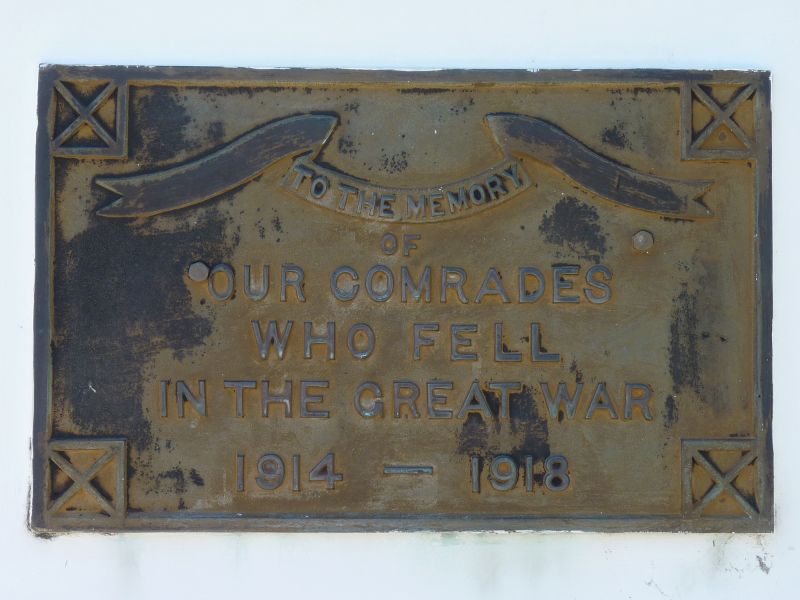 TO THE MEMORY
OF
OUR COMRADES
WHO FELL
IN THE GREAT WAR
1914 — 1918